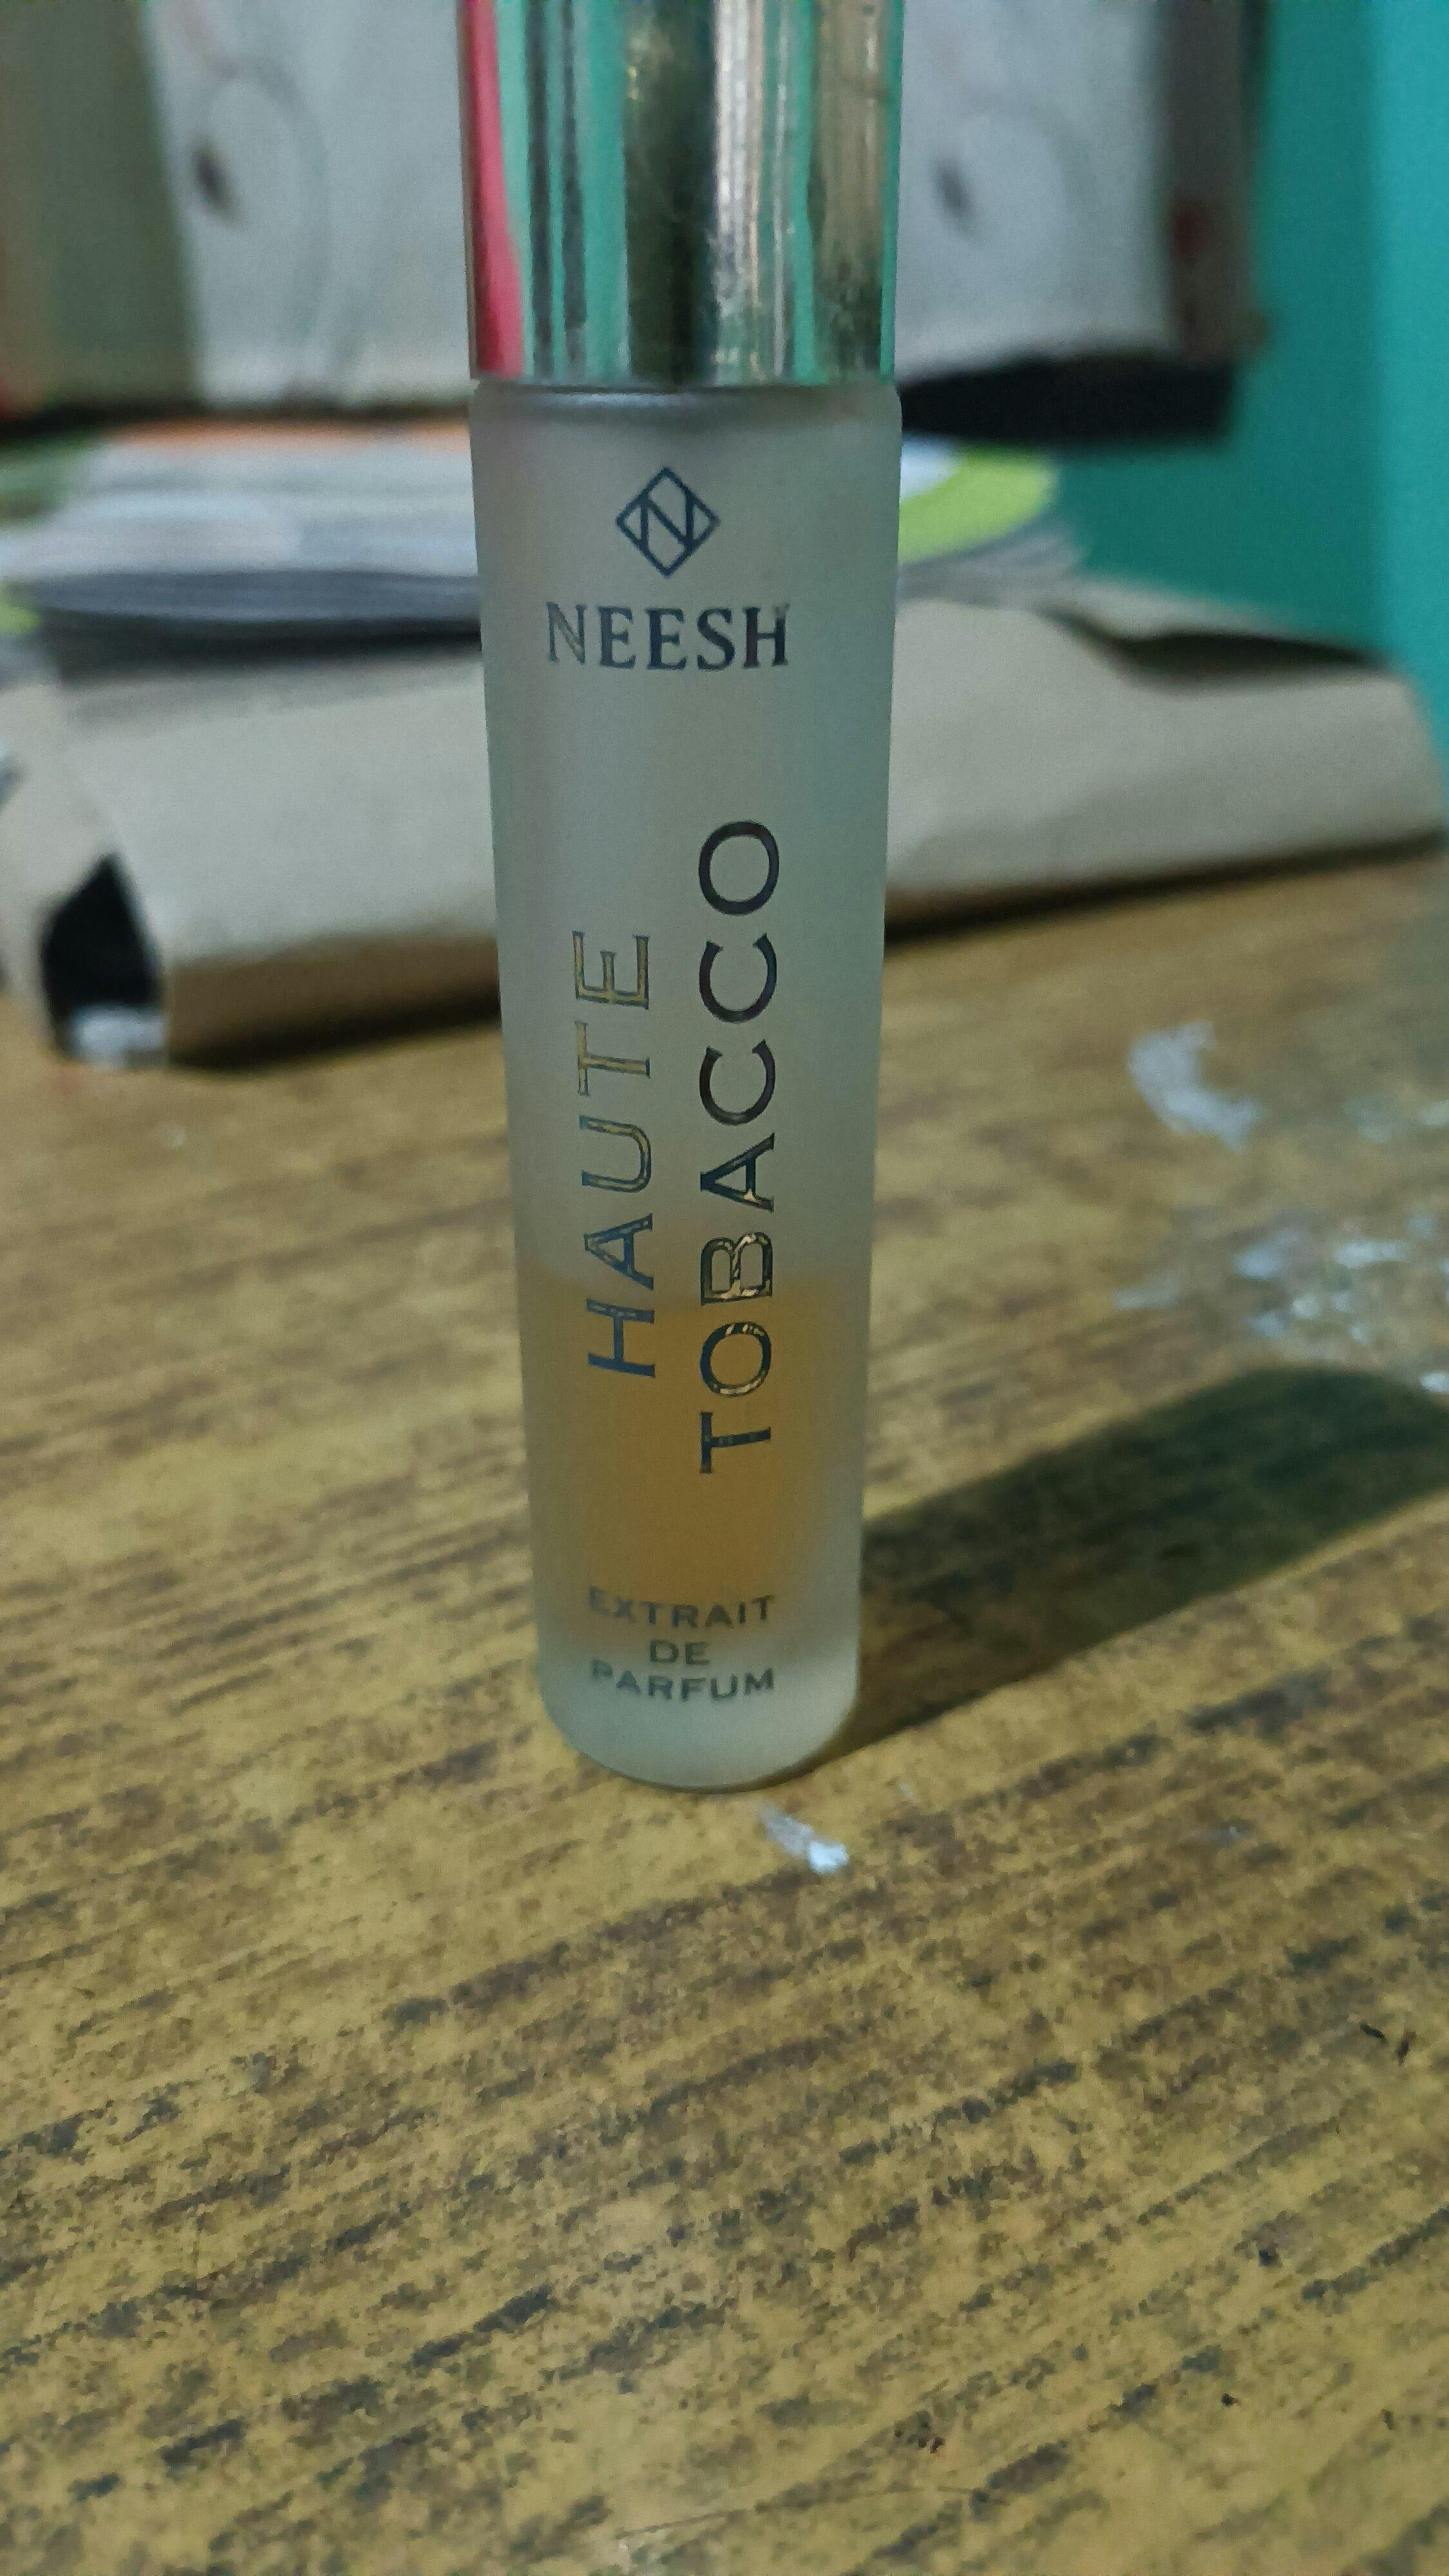 NEESH
HAUTE
TOBACCO
EXTRAIT
DE
PARFUM